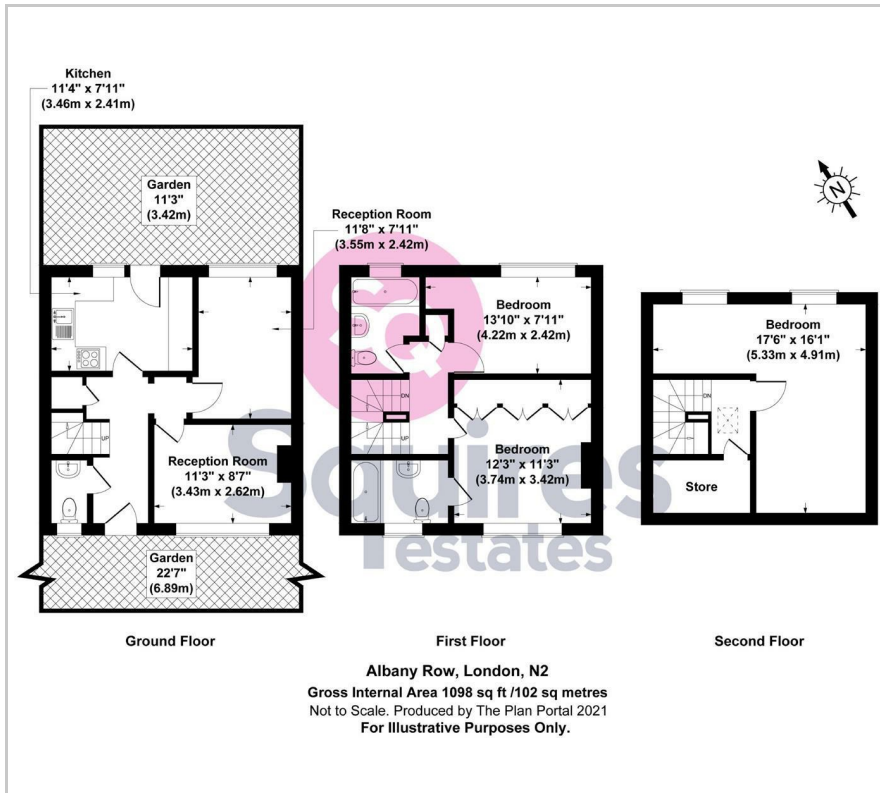 Kitchen
11'4" x 7'11"
(3.46m x 2.41m)
Garden
11'3"
(3.42m)
Reception Room
11'8" x 7'11"
(3.55m x 2.42m)
N
Bedroom
13'10" x 7'11"
(4.22m x 2.42m)
Bedroom
17'6" x 16'1"
(5.33m x 4.91m)
DN
DN
UP
UP
Reception Room
11'3" x 8'7"
(3.43m x 2.62m)
Bedroom
12'3" x 11'3"
(3.74m x 3.42m)
Store
Garden
22'7"
(6.89m)
SQ
Squires
estates
Ground Floor
First Floor
Second Floor
Albany Row, London, N2
Gross Internal Area 1098 sq ft /102 sq metres
Not to Scale. Produced by The Plan Portal 2021
For Illustrative Purposes Only.